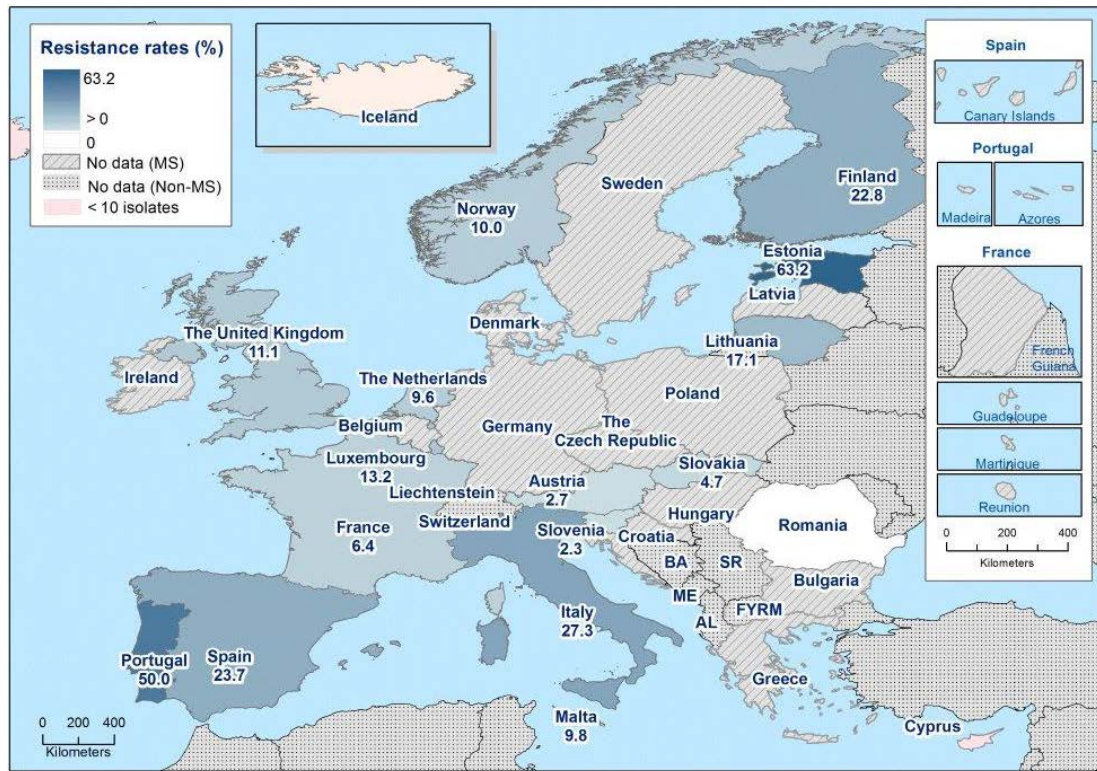 Resistance rates (%)
63.2
> 0
0
No data (MS)
No data (Non-MS)
< 10 isolates
Iceland
Norway
10.0
Sweden
Finland
22.8
Estonia
63.2
Latvia
Lithuania
17.1
Denmark
The United Kingdom
11.1
Ireland
The Netherlands
9.6
Belgium
Luxembourg
13.2
Germany
Poland
The
Czech Republic
Slovakia
4.7
Austria
2.7
Liechtenstein
Switzerland
France
6.4
Slovenia
2.3
Hungary
Croatia
Romania
BA
SR
ME
AL
FYRM
Bulgaria
Italy
27.3
Portugal
50.0
Spain
23.7
Greece
Malta
9.8
Cyprus
0 200 400
Kilometers
Spain
Canary Islands
Portugal
Madeira
Azores
France
French
Guiana
Guadeloupe
Martinique
Reunion
0 200 400
Kilometers